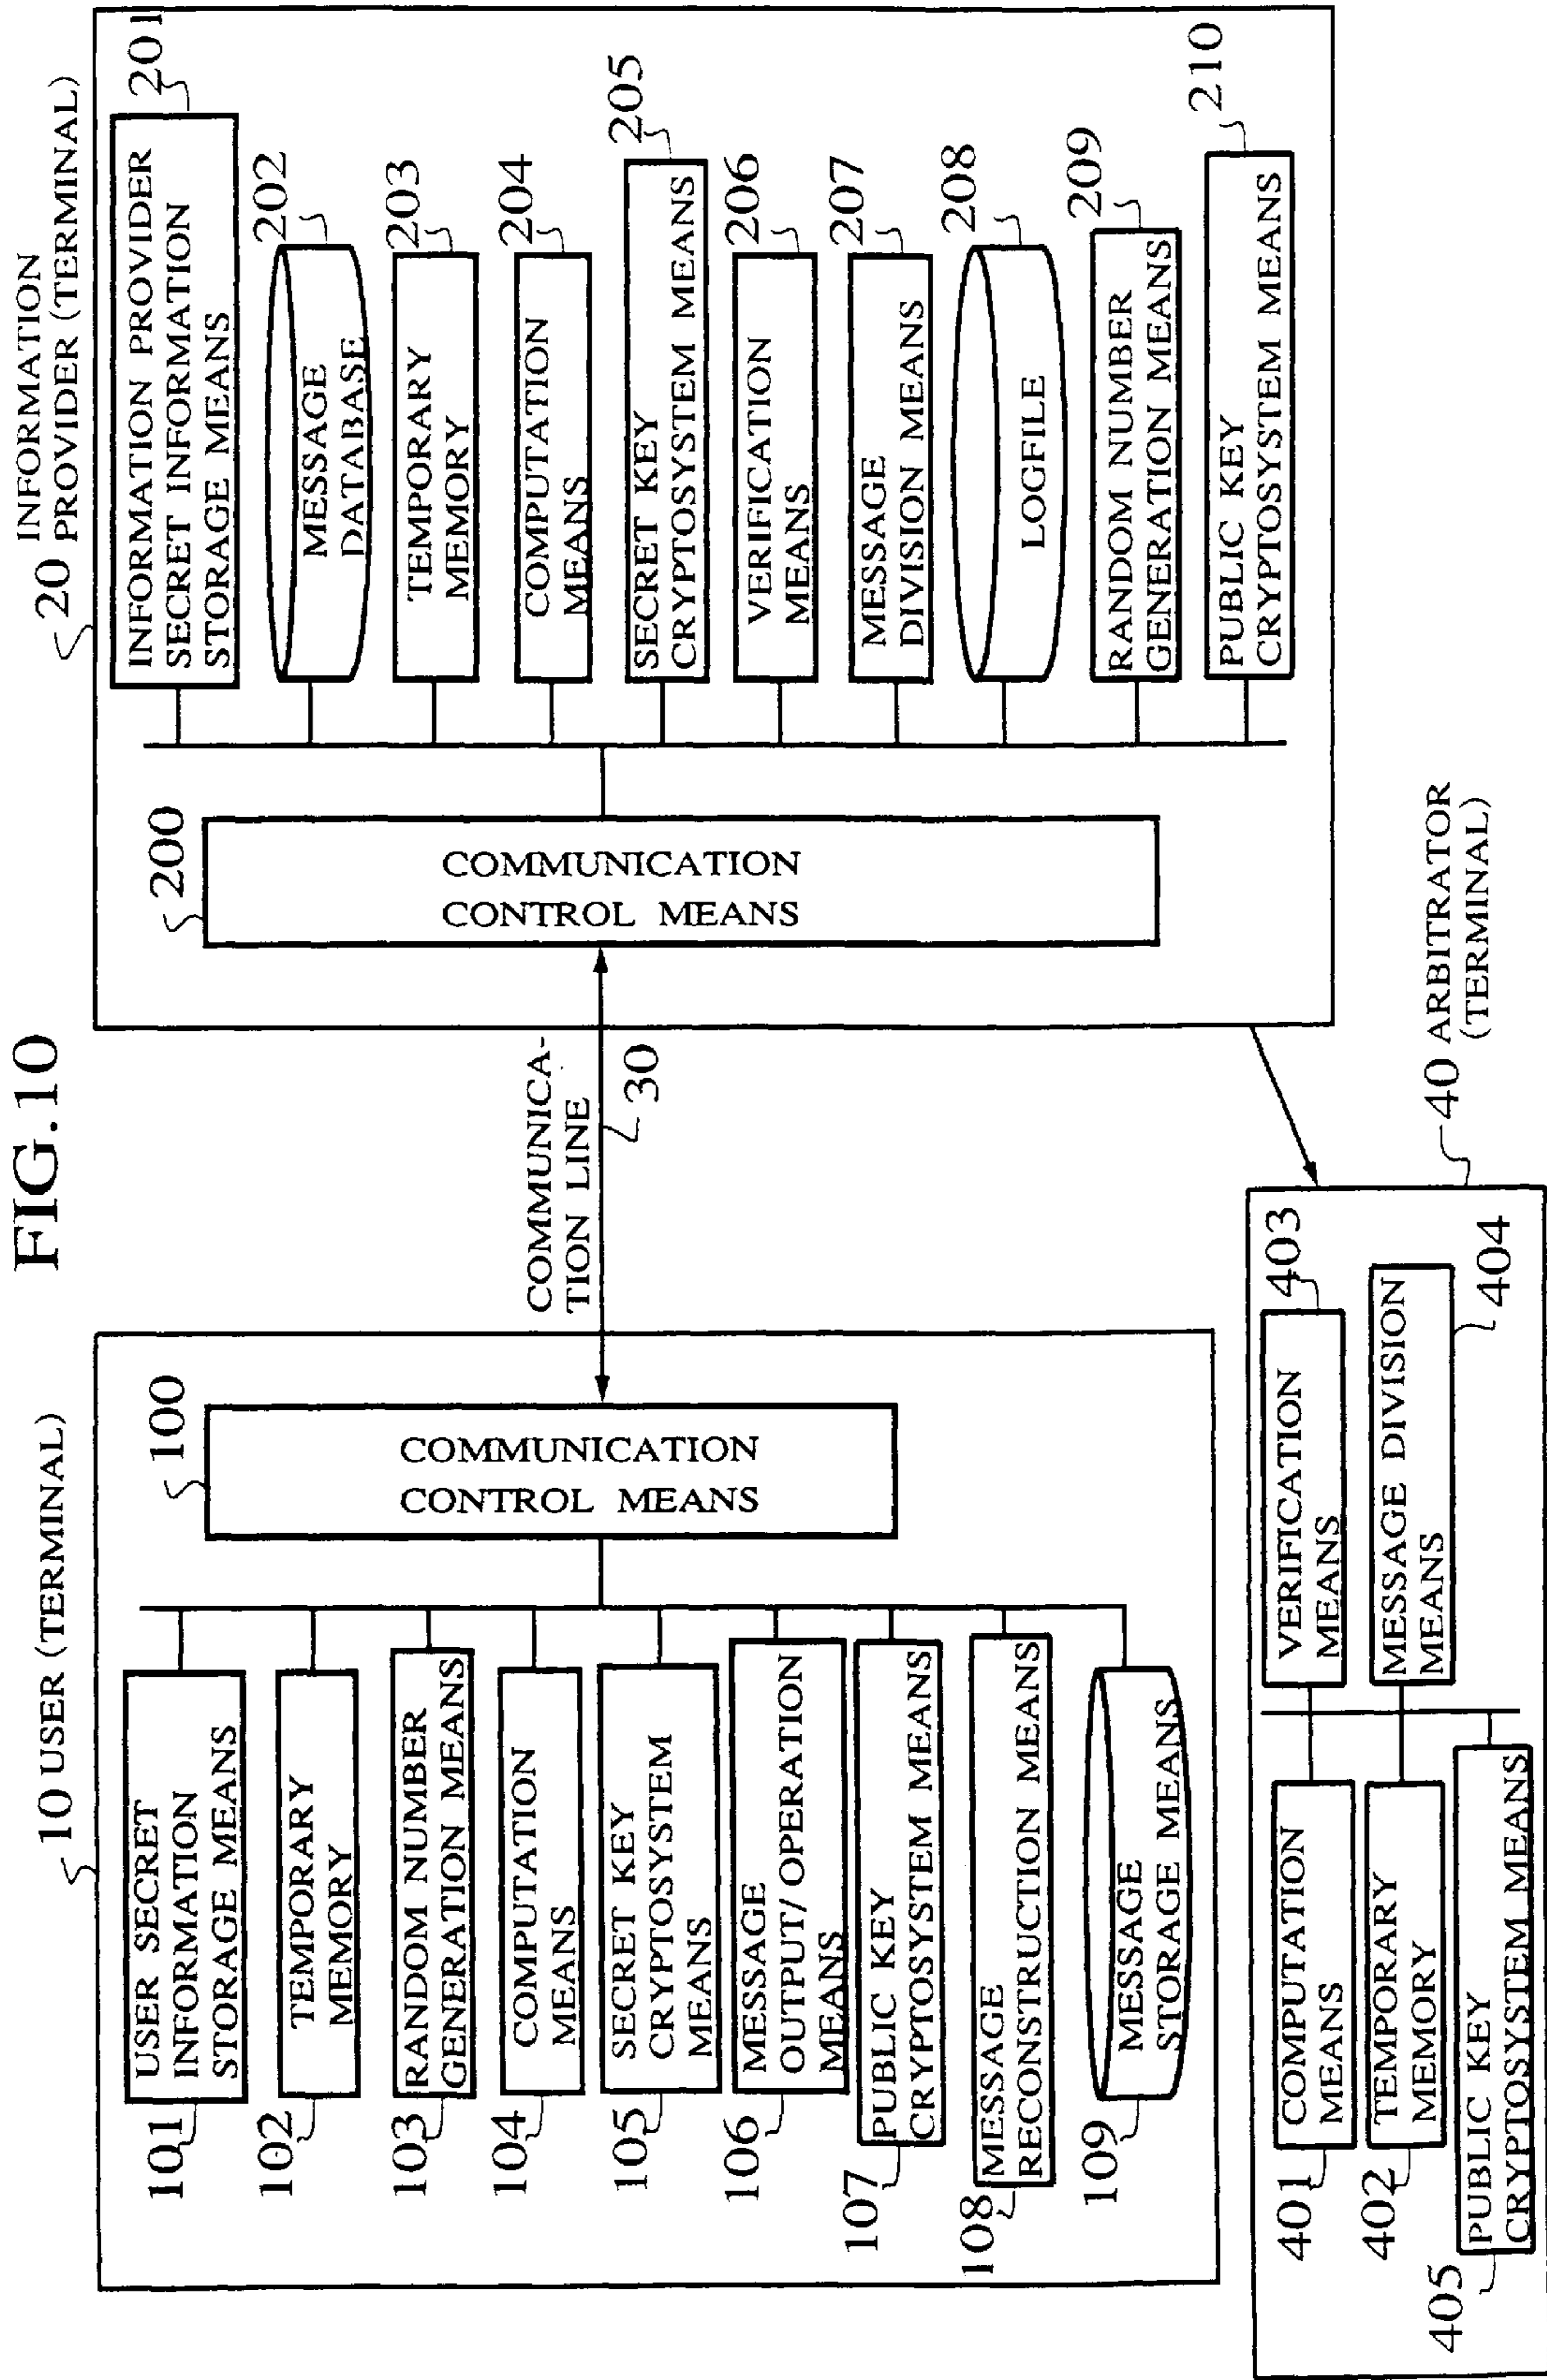 FIG.10
10 USER (TERMINAL)
100
COMMUNICATION
CONTROL MEANS
101
USER SECRET
INFORMATION
STORAGE MEANS
102
TEMPORARY
MEMORY
103
RANDOM NUMBER
GENERATION MEANS
104
COMPUTATION
MEANS
105
SECRET KEY
CRYPTOSYSTEM
MEANS
106
MESSAGE
OUTPUT/OPERATION
MEANS
107
PUBLIC KEY
CRYPTOSYSTEM MEANS
108
MESSAGE
RECONSTRUCTION MEANS
109
MESSAGE
STORAGE MEANS
COMMUNICA-
TION LINE
30
INFORMATION
20 PROVIDER (TERMINAL)
200
COMMUNICATION
CONTROL MEANS
INFORMATION PROVIDER
SECRET INFORMATION
STORAGE MEANS
201
MESSAGE
DATABASE
202
TEMPORARY
MEMORY
203
COMPUTATION
MEANS
204
SECRET KEY
CRYPTOSYSTEM MEANS
205
VERIFICATION
MEANS
206
MESSAGE
DIVISION MEANS
207
LOGFILE
208
RANDOM NUMBER
GENERATION MEANS
209
PUBLIC KEY
CRYPTOSYSTEM MEANS
210
40 ARBITRATOR
(TERMINAL)
401
COMPUTATION
MEANS
402
TEMPORARY
MEMORY
VERIFICATION
MEANS
403
MESSAGE DIVISION
MEANS
404
405
PUBLIC KEY
CRYPTOSYSTEM MEANS